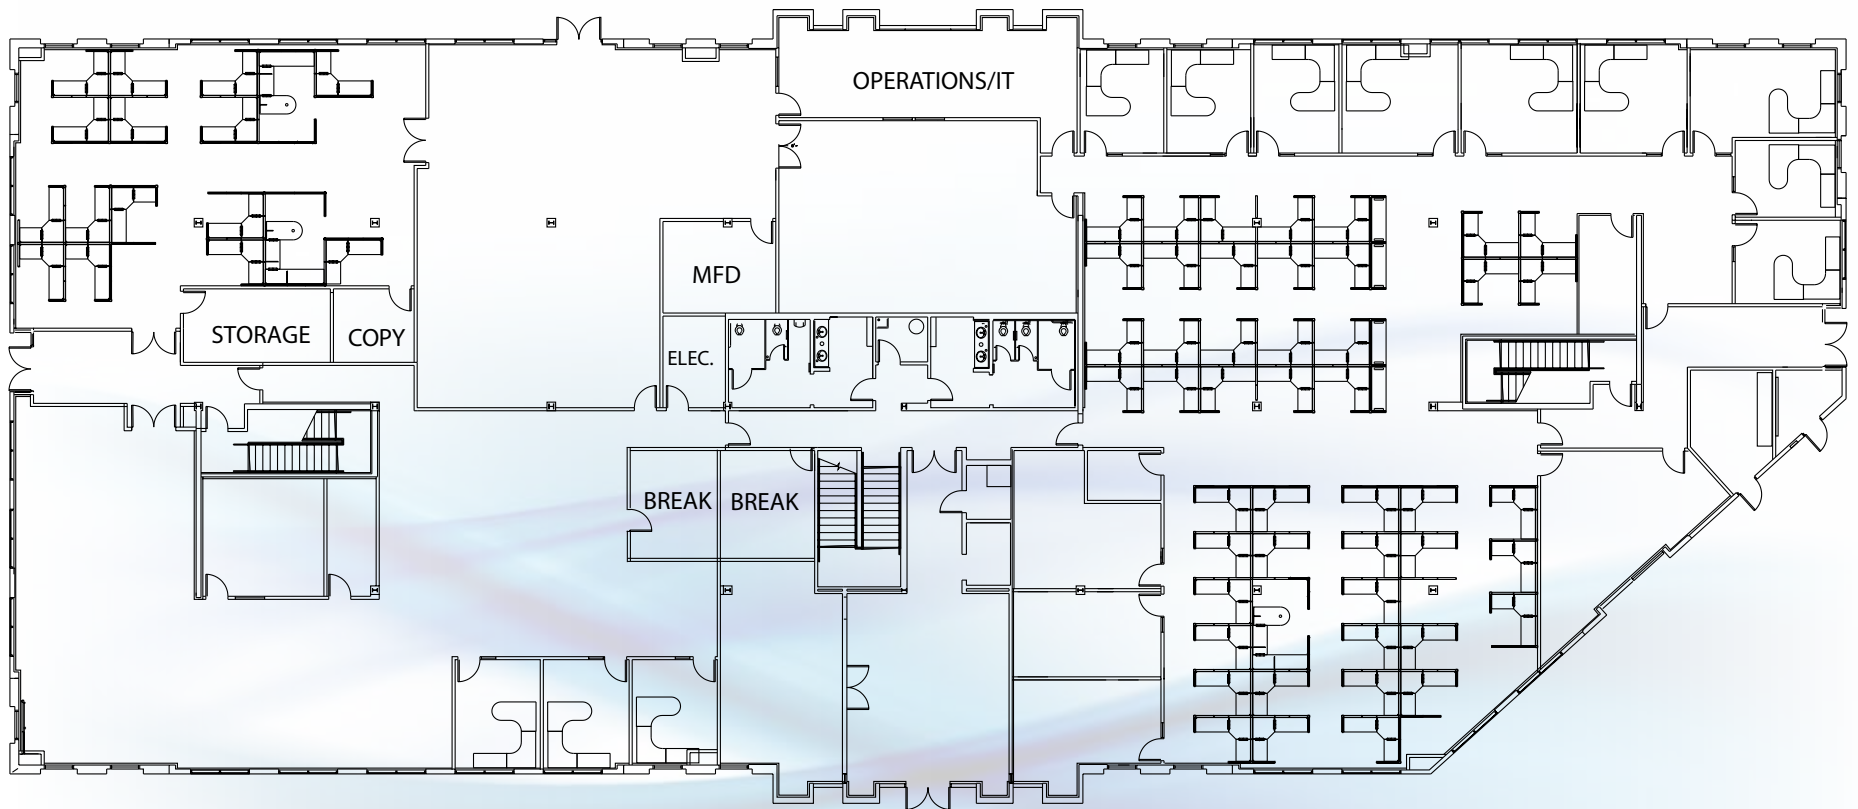 OPERATIONS/IT
MFD
STORAGE
COPY
ELEC.
BREAK
BREAK